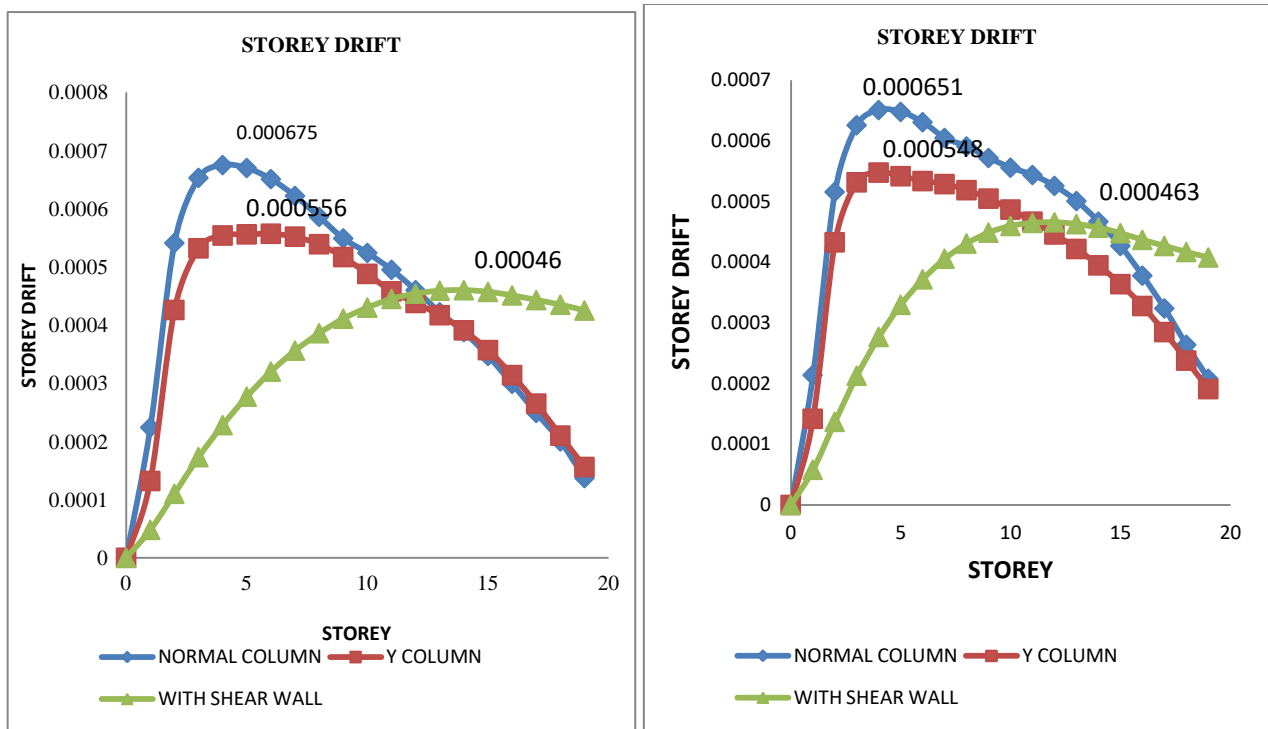 STOREY DRIFT
0.0008
0.0007
0.0006
0.0005
0.0004
0.0003
0.0002
0.0001
0
STOREY DRIFT
0.000675
0.000556
0.00046
0 5 10 15 20
STOREY
NORMAL COLUMN Y COLUMN
WITH SHEAR WALL
STOREY DRIFT
0.0007
0.0006
0.0005
0.0004
0.0003
0.0002
0.0001
0
STOREY DRIFT
0.000651
0.000548
0.000463
0 5 10 15 20
STOREY
NORMAL COLUMN Y COLUMN
WITH SHEAR WALL